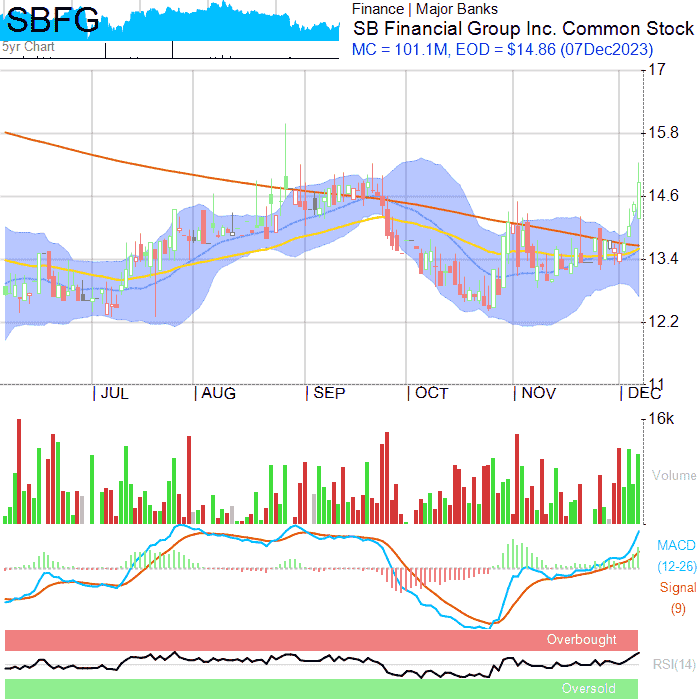 SBFG
5yr Chart
Finance | Major Banks
SB Financial Group Inc. Common Stock
MC = 101.1M, EOD = $14.86 (07Dec2023)
17
15.8
14.6
13.4
12.2
11
JUL AUG SEP OCT NOV DEC
16k
Volume
MACD
(12-26)
Signal
(9)
Overbought
RSI(14)
Oversold